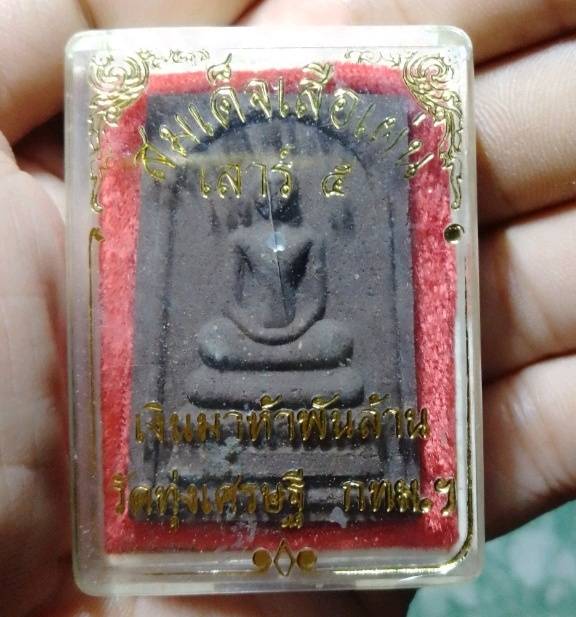 สมเด็จเสือเผ่น
เสาร์ ๕
เงินมาห้าพันล้าน
วัดทุ่งเศรษฐี กทม.ฯ